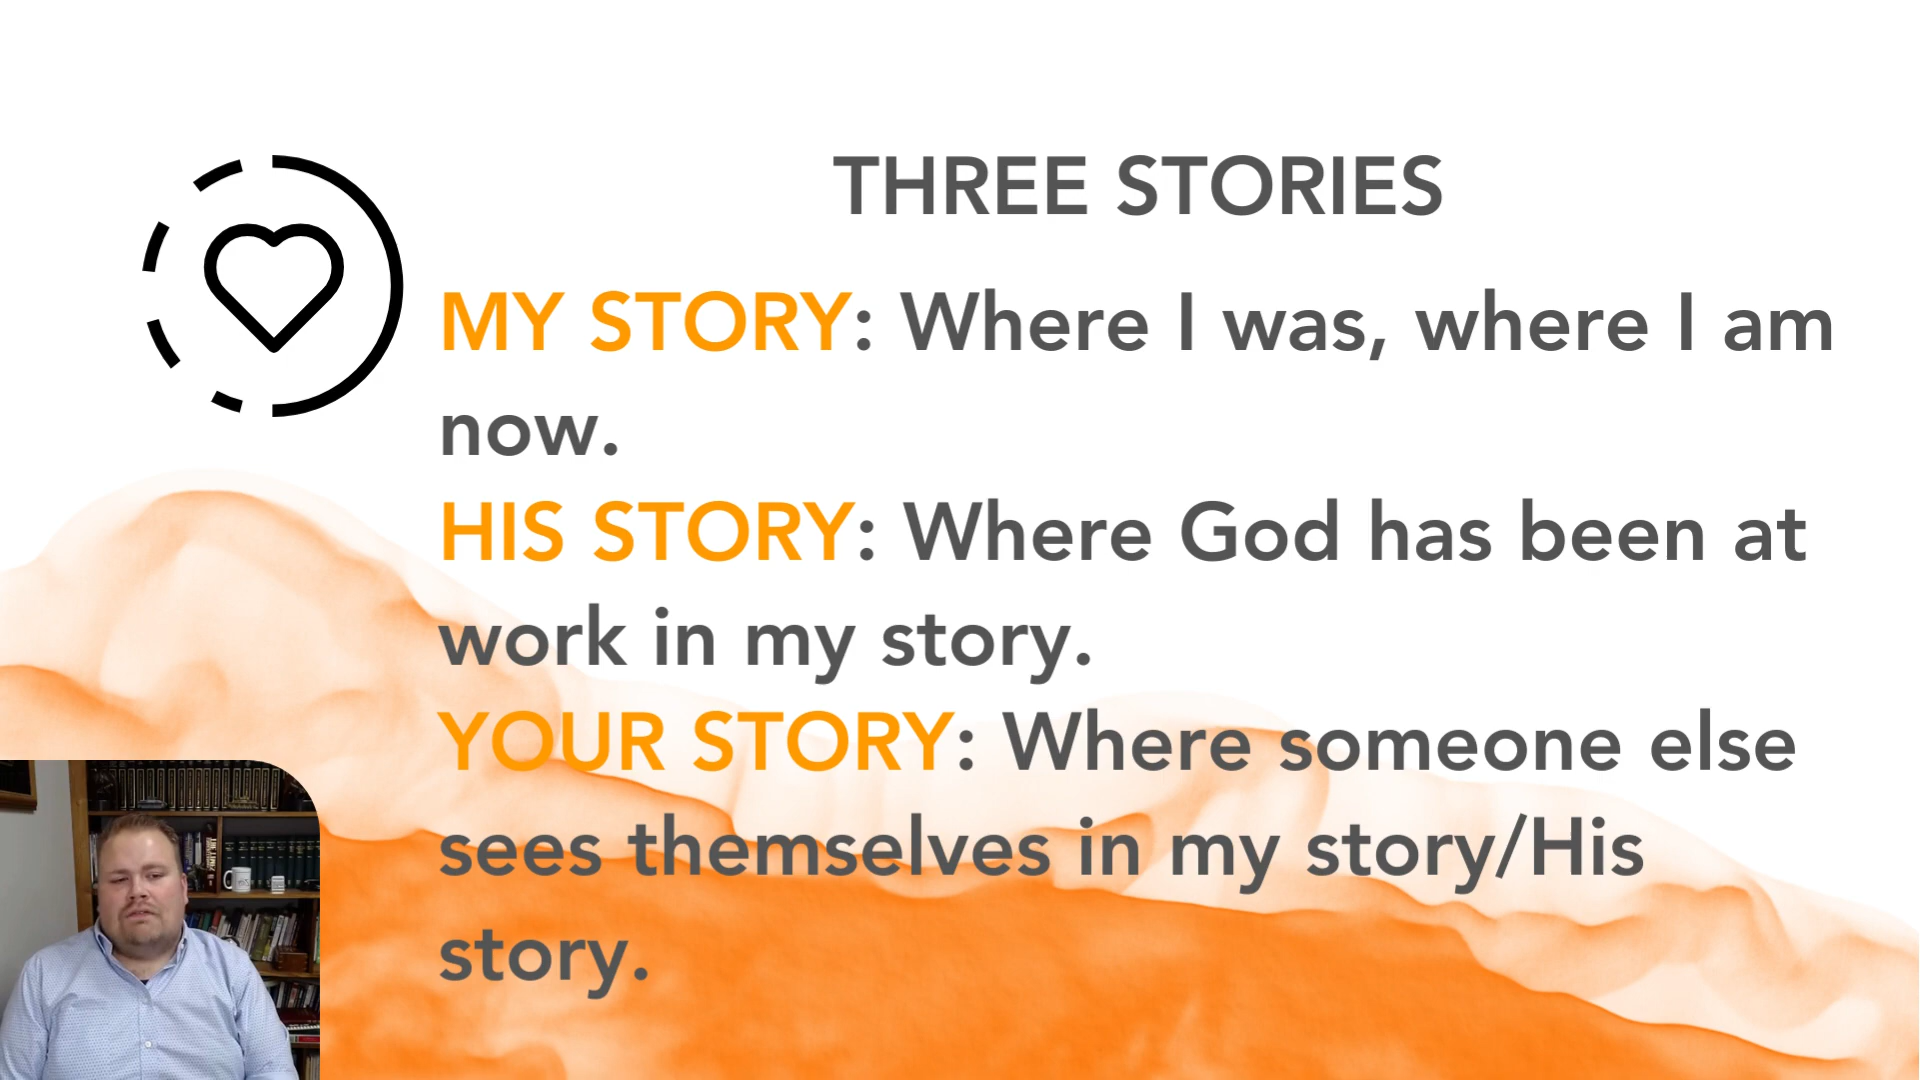 THREE STORIES
MY STORY: Where I was, where I am
now.
HIS STORY: Where God has been at
work in my story.
YOUR STORY: Where someone else
sees themselves in my story/His
story.